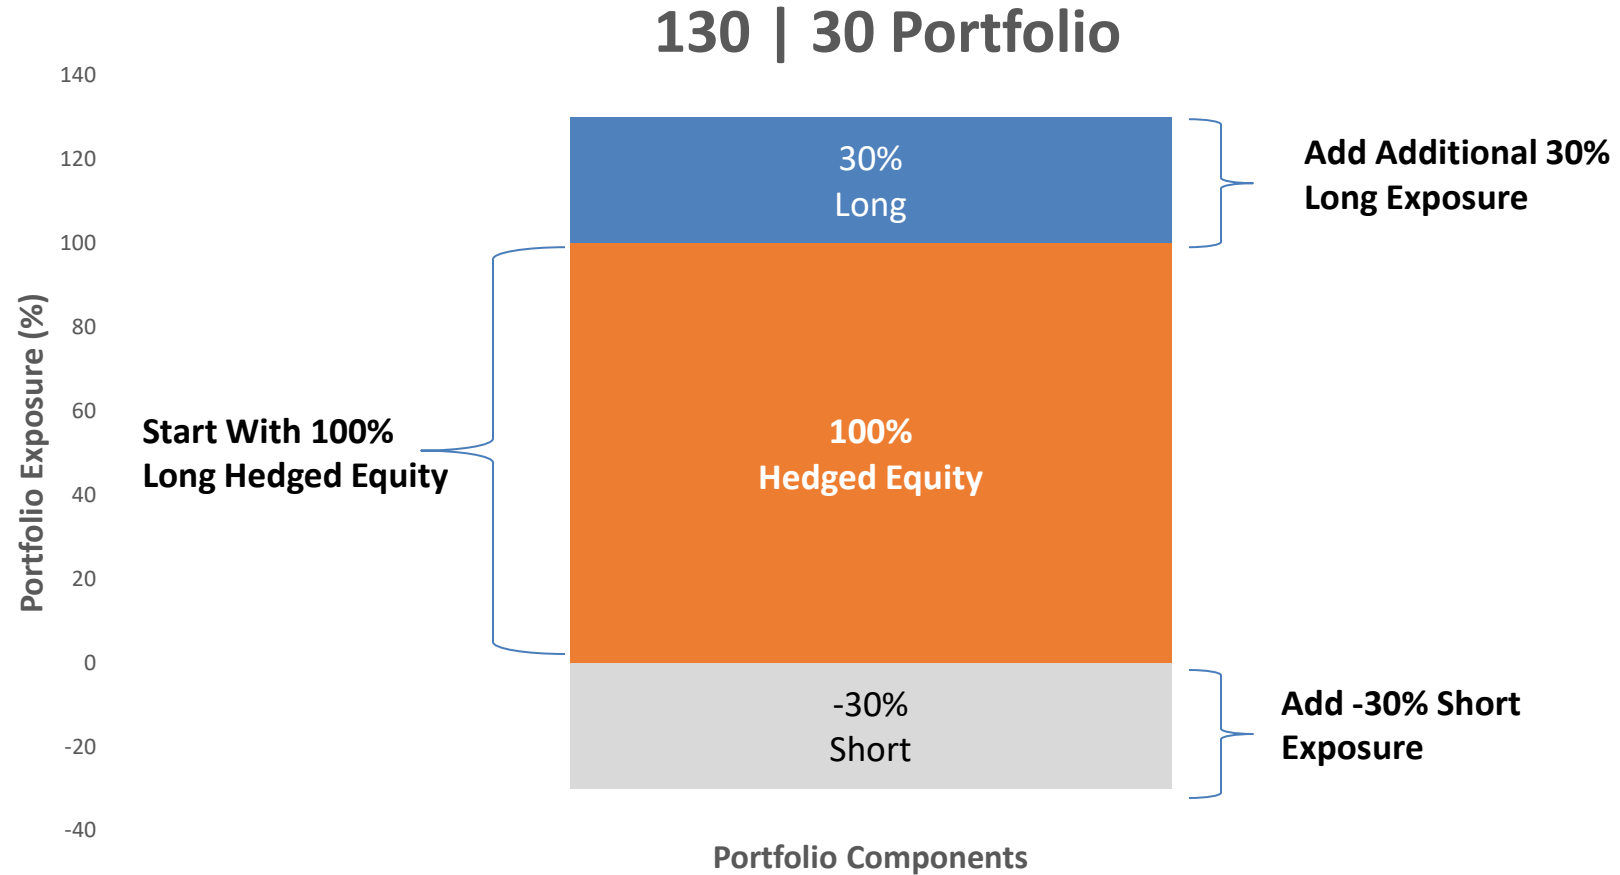 130 | 30 Portfolio
140
120
100
80
60
40
20
0
-20
-40
Portfolio Exposure (%)
30%
Long
Add Additional 30%
Long Exposure
Start With 100%
Long Hedged Equity
100%
Hedged Equity
-30%
Short
Add -30% Short
Exposure
Portfolio Components